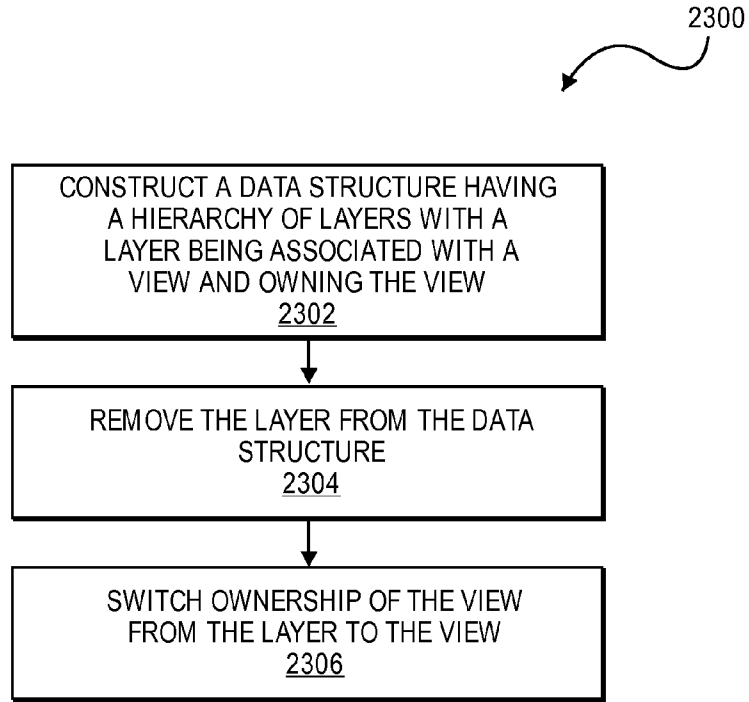 2300
CONSTRUCT A DATA STRUCTURE HAVING
A HIERARCHY OF LAYERS WITH A
LAYER BEING ASSOCIATED WITH A
VIEW AND OWNING THE VIEW
2302
REMOVE THE LAYER FROM THE DATA
STRUCTURE
2304
SWITCH OWNERSHIP OF THE VIEW
FROM THE LAYER TO THE VIEW
2306